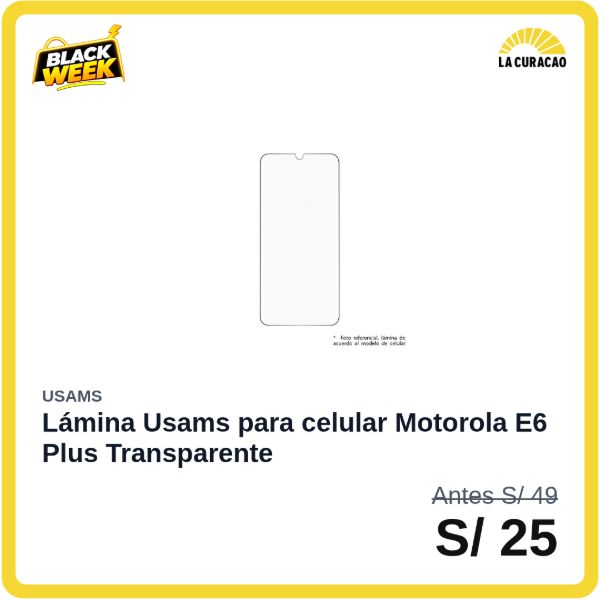 BLACK
WEEK
LA CURACAO
* Foto referencial, lámina de
acuerdo al modelo de celular
USAMS
Lámina Usams para celular Motorola E6
Plus Transparente
Antes S/ 49
S/ 25